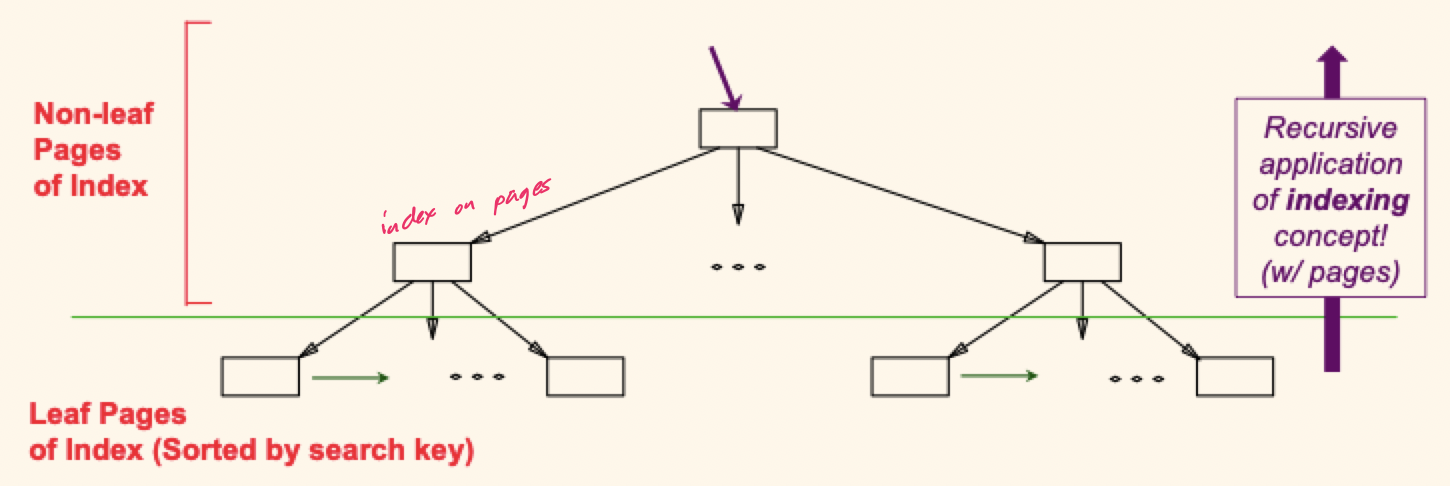 Non-leaf
Pages
of Index
index on pages
Recursive
application
of indexing
concept!
(w/ pages)
Leaf Pages
of Index (Sorted by search key)